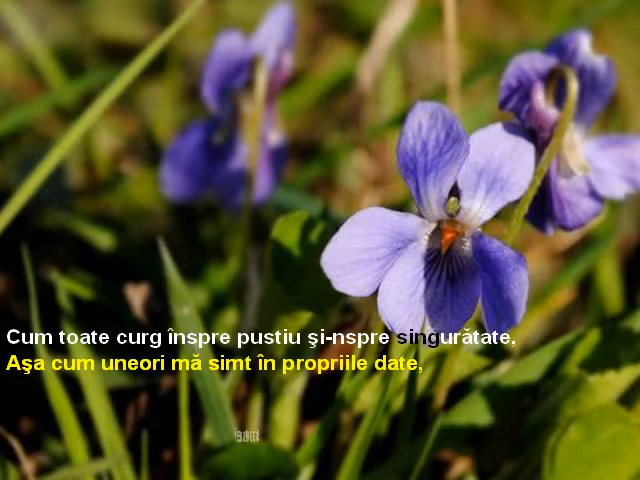 Cum toate curg înspre pustiu şi-nspre singurătate.
Aşa cum uneori mă simt în propriile date,